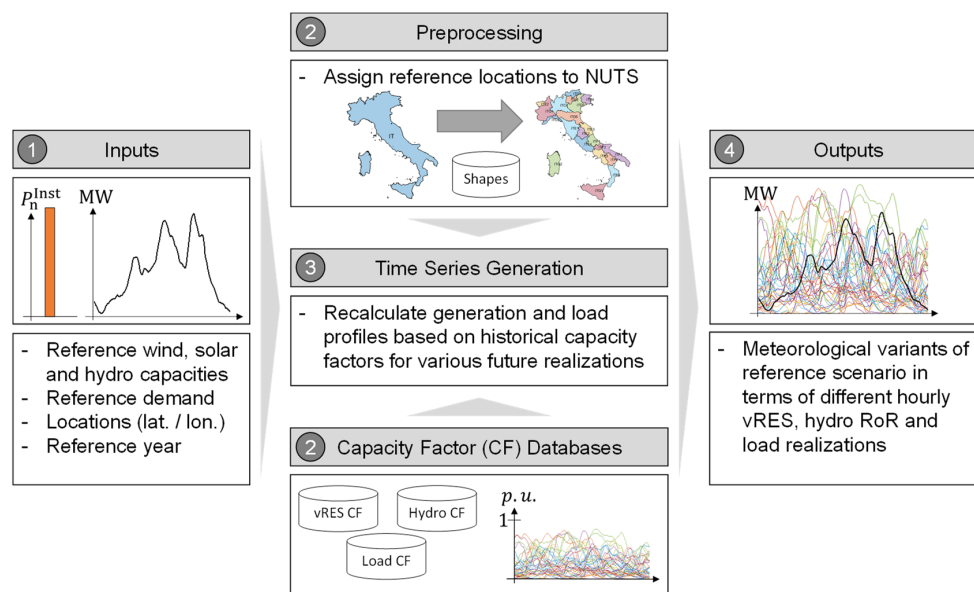 1 Inputs
P_n^Inst
MW
- Reference wind, solar
and hydro capacities
- Reference demand
- Locations (lat. / lon.)
- Reference year
2 Preprocessing
- Assign reference locations to NUTS
IT
Shapes
3 Time Series Generation
- Recalculate generation and load
profiles based on historical capacity
factors for various future realizations
2 Capacity Factor (CF) Databases
vRES CF
Hydro CF
Load CF
p.u.
1
4 Outputs
MW
- Meteorological variants of
reference scenario in
terms of different hourly
vRES, hydro RoR and
load realizations